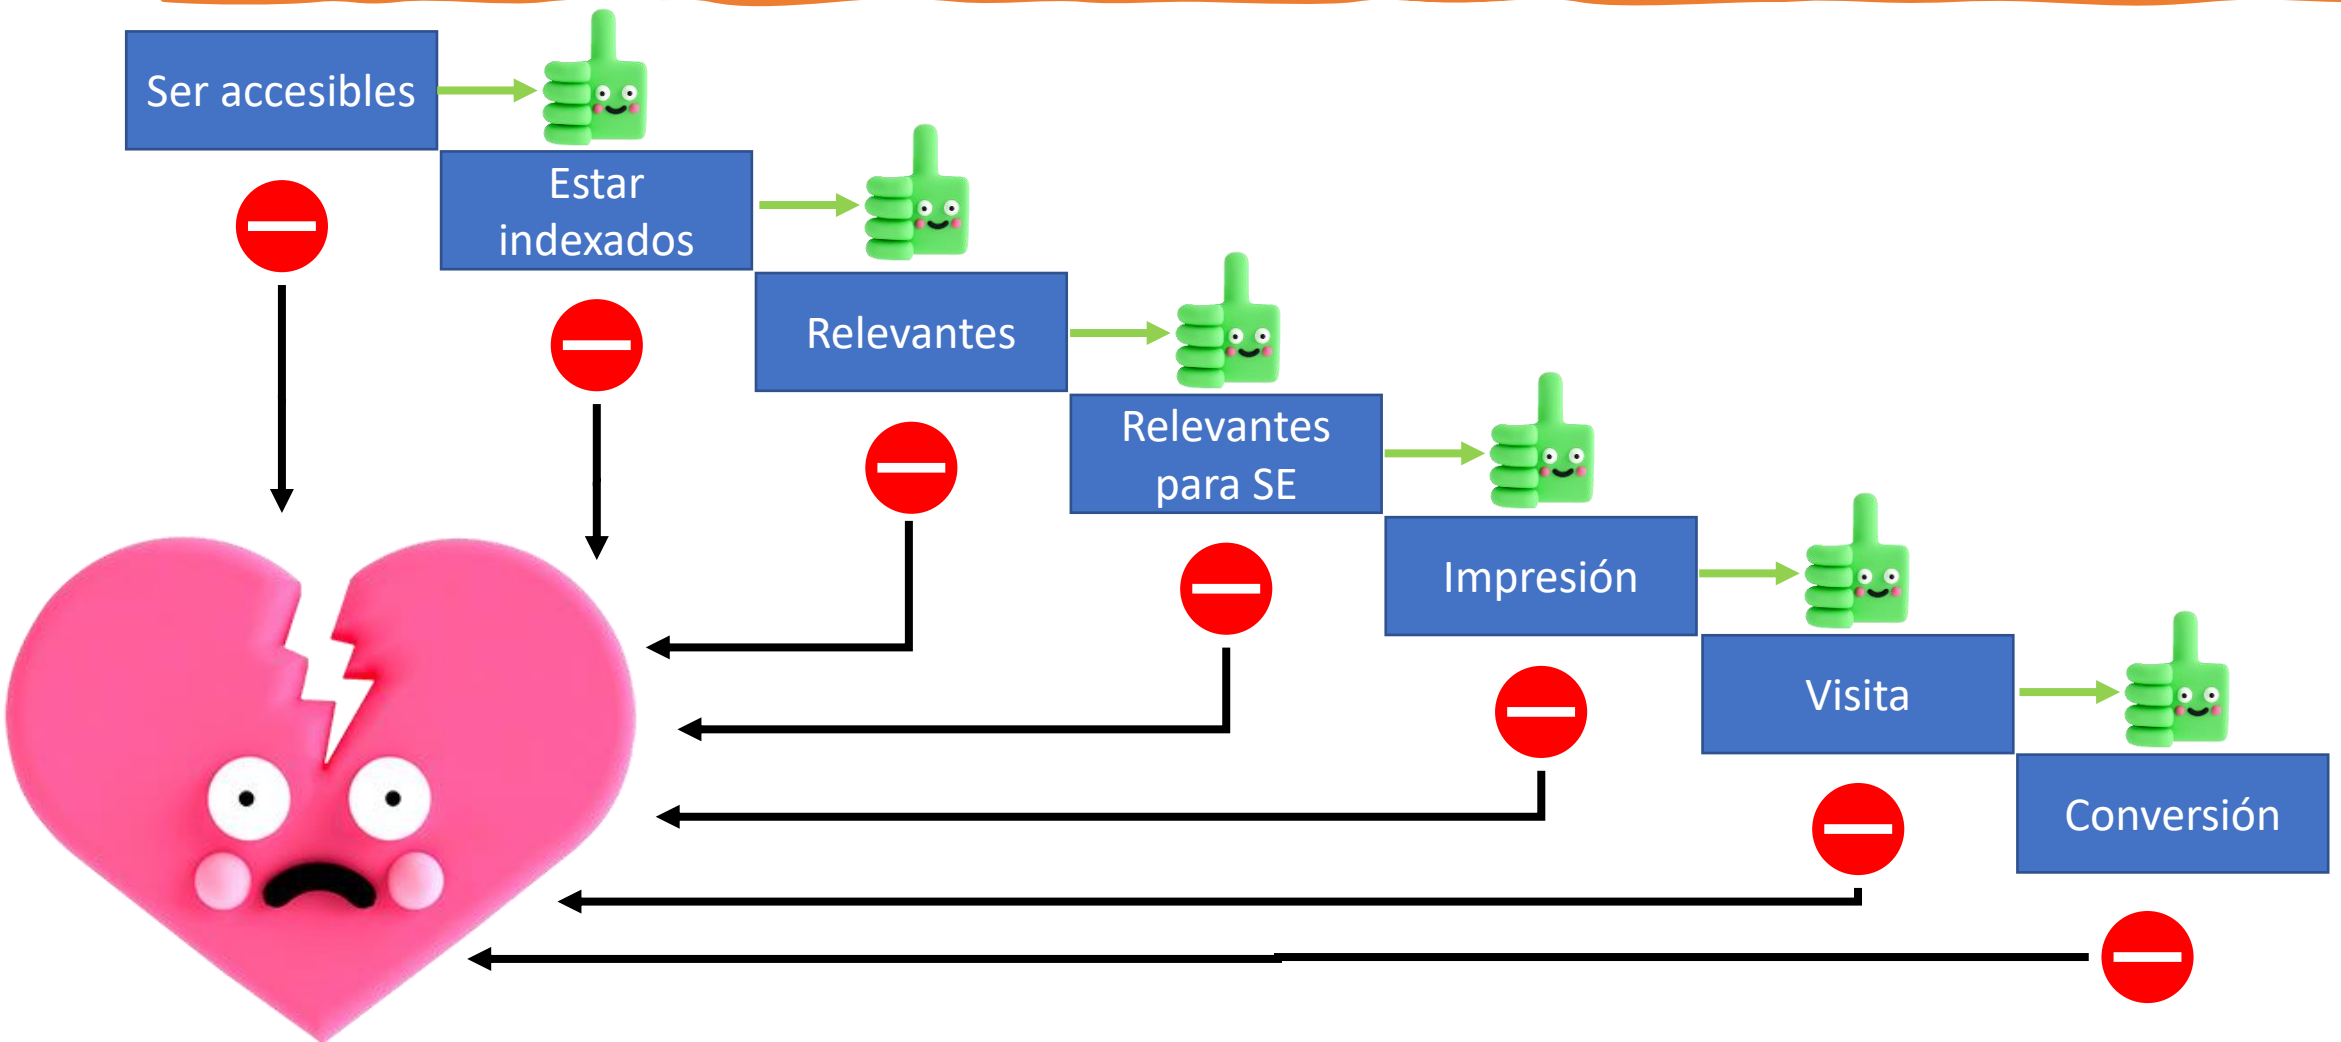 Ser accesibles
Estar
indexados
Relevantes
Relevantes
para SE
Impresión
Visita
Conversión